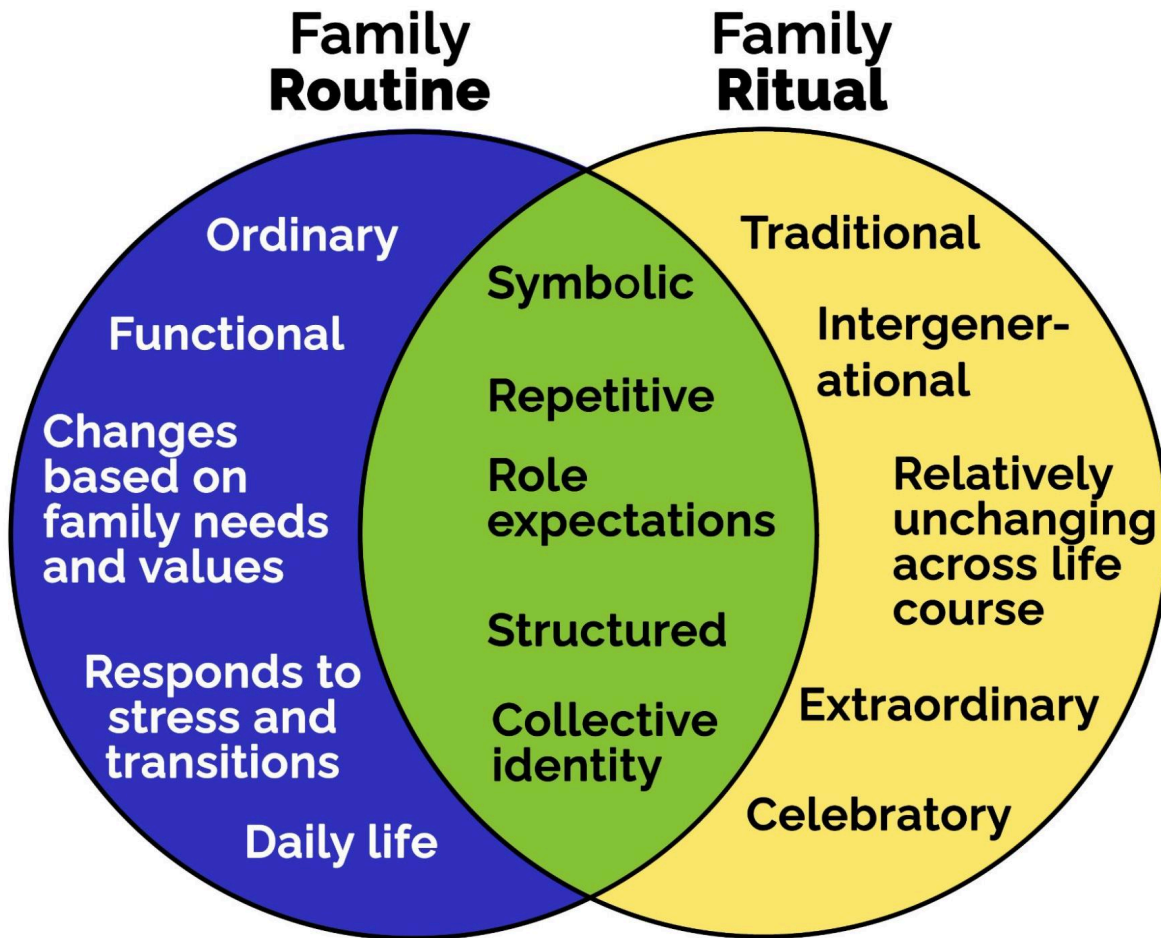 Family
Routine
Family
Ritual
Ordinary
Functional
Changes
based on
family needs
and values
Responds to
stress and
transitions
Daily life
Symbolic
Repetitive
Role
expectations
Structured
Collective
identity
Traditional
Intergener-
ational
Relatively
unchanging
across life
course
Extraordinary
Celebratory